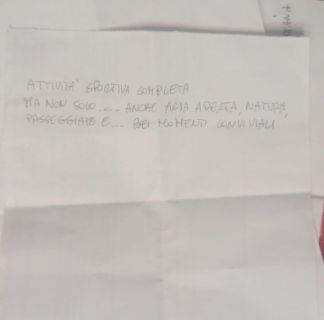 ATTIVITA' SPORTIVA COMPLETA
MA NON SOLO.... ANCHE ARIA APERTA, NATURA,
PASSEGGIATE E.... BEI MOMENTI CONVIVIALI